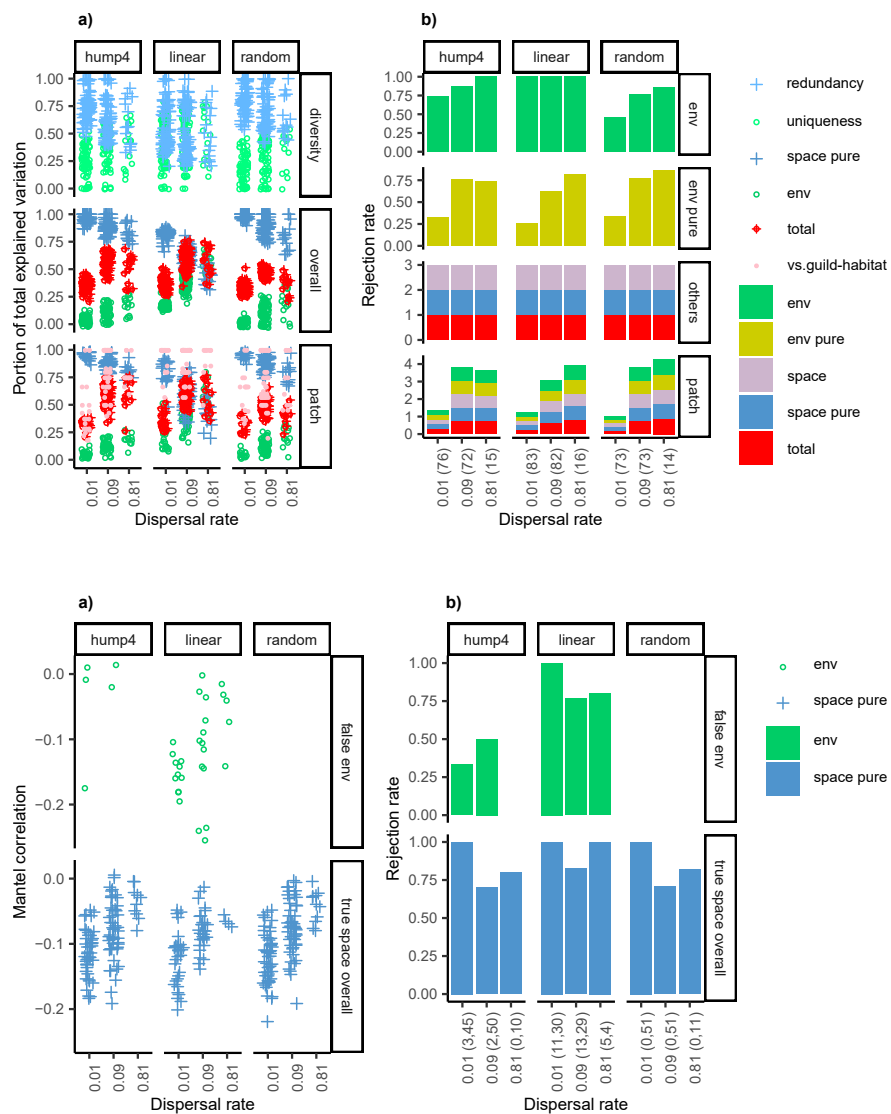 a)
hump4
linear
random
1.00
0.75
0.50
0.25
0.00
diversity
1.00
0.75
0.50
0.25
0.00
overall
1.00
0.75
0.50
0.25
0.00
patch
Portion of total explained variation
0.01
0.09
0.81
0.01
0.09
0.81
0.01
0.09
0.81
Dispersal rate
b)
hump4
linear
random
1.00
0.75
0.50
0.25
0.00
env
0.75
0.50
0.25
0.00
env pure
3
2
1
0
others
4
3
2
1
0
patch
Rejection rate
0.01 (76)
0.09 (72)
0.81 (15)
0.01 (83)
0.09 (82)
0.81 (16)
0.01 (73)
0.09 (73)
0.81 (14)
Dispersal rate
redundancy
uniqueness
space pure
env
total
vs.guild-habitat
env
env pure
space
space pure
total
a)
hump4
linear
random
0.0
−0.1
−0.2
false env
0.0
−0.1
−0.2
true space overall
Mantel correlation
0.01
0.09
0.81
0.01
0.09
0.81
0.01
0.09
0.81
Dispersal rate
b)
hump4
linear
random
1.00
0.75
0.50
0.25
0.00
false env
1.00
0.75
0.50
0.25
0.00
true space overall
Rejection rate
0.01 (3,45)
0.09 (2,50)
0.81 (0,10)
0.01 (11,30)
0.09 (13,29)
0.81 (5,4)
0.01 (0,51)
0.09 (0,51)
0.81 (0,11)
Dispersal rate
env
space pure
env
space pure